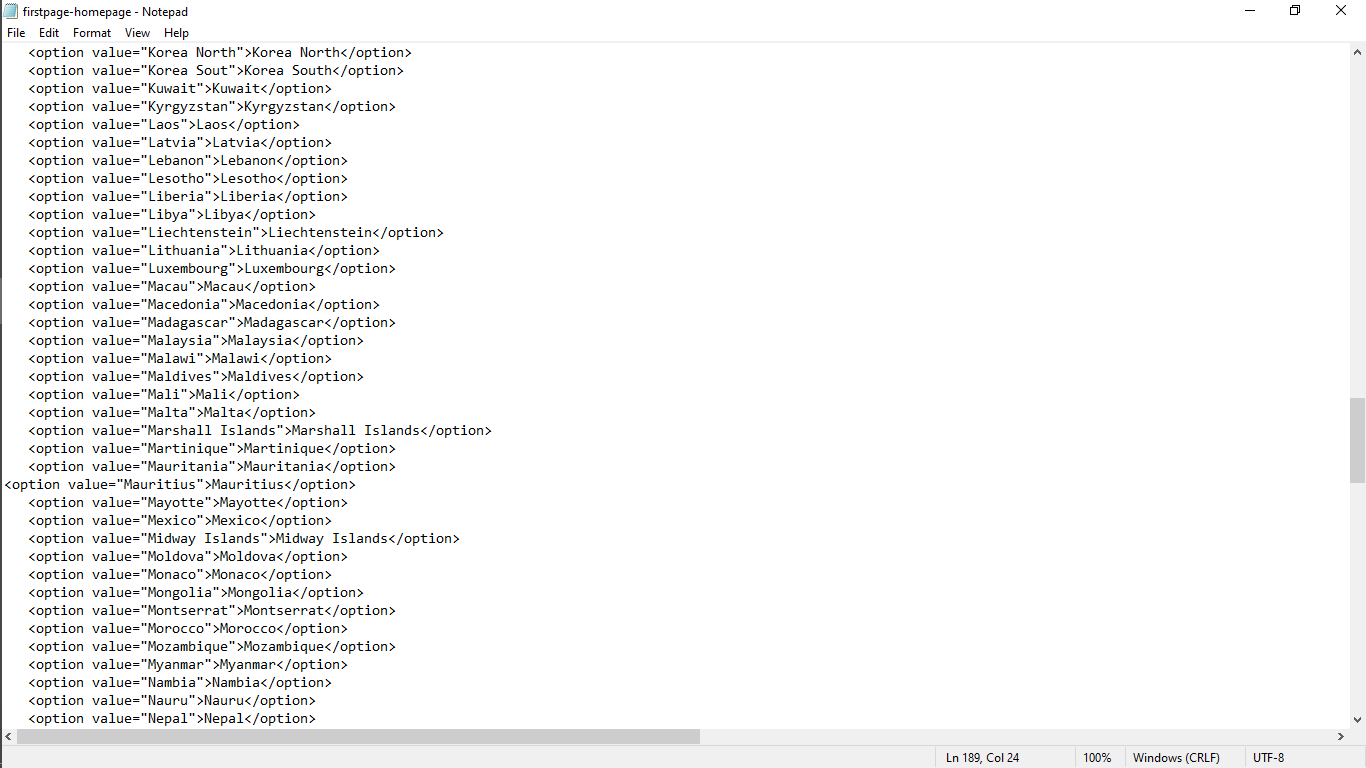 firstpage-homepage - Notepad
File Edit Format View Help
<option value="Korea North">Korea North</option>
<option value="Korea Sout">Korea South</option>
<option value="Kuwait">Kuwait</option>
<option value="Kyrgyzstan">Kyrgyzstan</option>
<option value="Laos">Laos</option>
<option value="Latvia">Latvia</option>
<option value="Lebanon">Lebanon</option>
<option value="Lesotho">Lesotho</option>
<option value="Liberia">Liberia</option>
<option value="Libya">Libya</option>
<option value="Liechtenstein">Liechtenstein</option>
<option value="Lithuania">Lithuania</option>
<option value="Luxembourg">Luxembourg</option>
<option value="Macau">Macau</option>
<option value="Macedonia">Macedonia</option>
<option value="Madagascar">Madagascar</option>
<option value="Malaysia">Malaysia</option>
<option value="Malawi">Malawi</option>
<option value="Maldives">Maldives</option>
<option value="Mali">Mali</option>
<option value="Malta">Malta</option>
<option value="Marshall Islands">Marshall Islands</option>
<option value="Martinique">Martinique</option>
<option value="Mauritania">Mauritania</option>
<option value="Mauritius">Mauritius</option>
<option value="Mayotte">Mayotte</option>
<option value="Mexico">Mexico</option>
<option value="Midway Islands">Midway Islands</option>
<option value="Moldova">Moldova</option>
<option value="Monaco">Monaco</option>
<option value="Mongolia">Mongolia</option>
<option value="Montserrat">Montserrat</option>
<option value="Morocco">Morocco</option>
<option value="Mozambique">Mozambique</option>
<option value="Myanmar">Myanmar</option>
<option value="Nambia">Nambia</option>
<option value="Nauru">Nauru</option>
<option value="Nepal">Nepal</option>
Ln 189, Col 24 100% Windows (CRLF) UTF-8